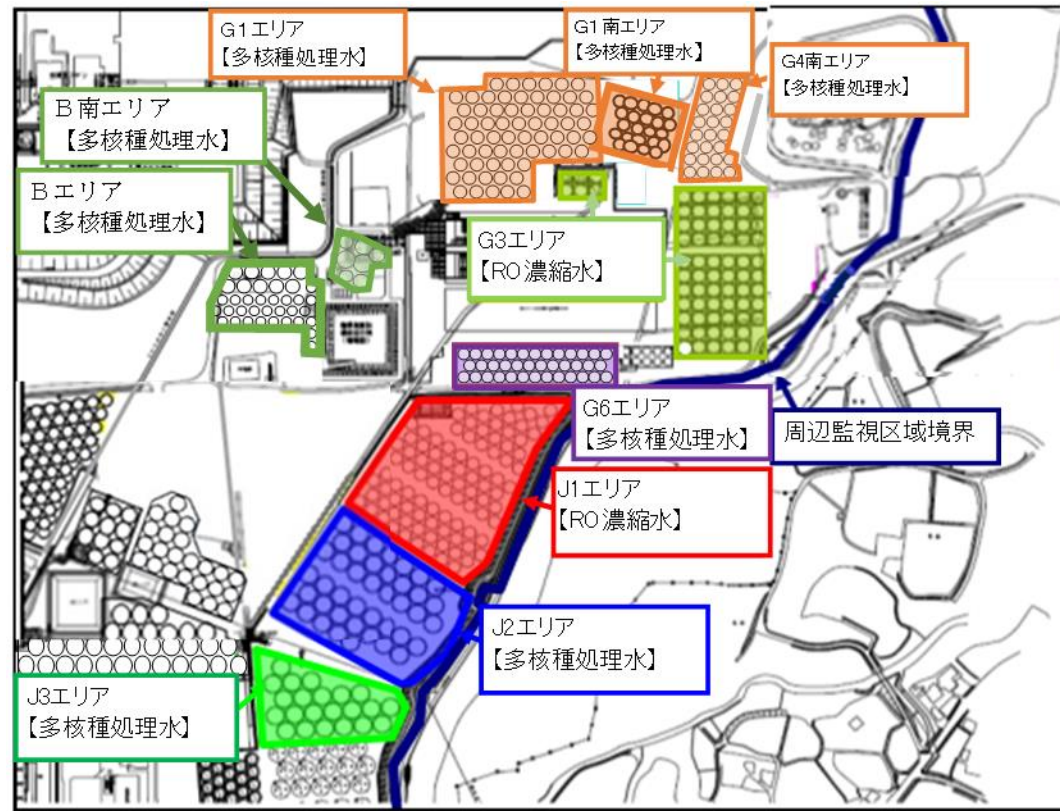 G1エリア
【多核種処理水】
G1南エリア
【多核種処理水】
G4南エリア
【多核種処理水】
B南エリア
【多核種処理水】
Bエリア
【多核種処理水】
G3エリア
【RO濃縮水】
G6エリア
【多核種処理水】
周辺監視区域境界
J1エリア
【RO濃縮水】
J2エリア
【多核種処理水】
J3エリア
【多核種処理水】